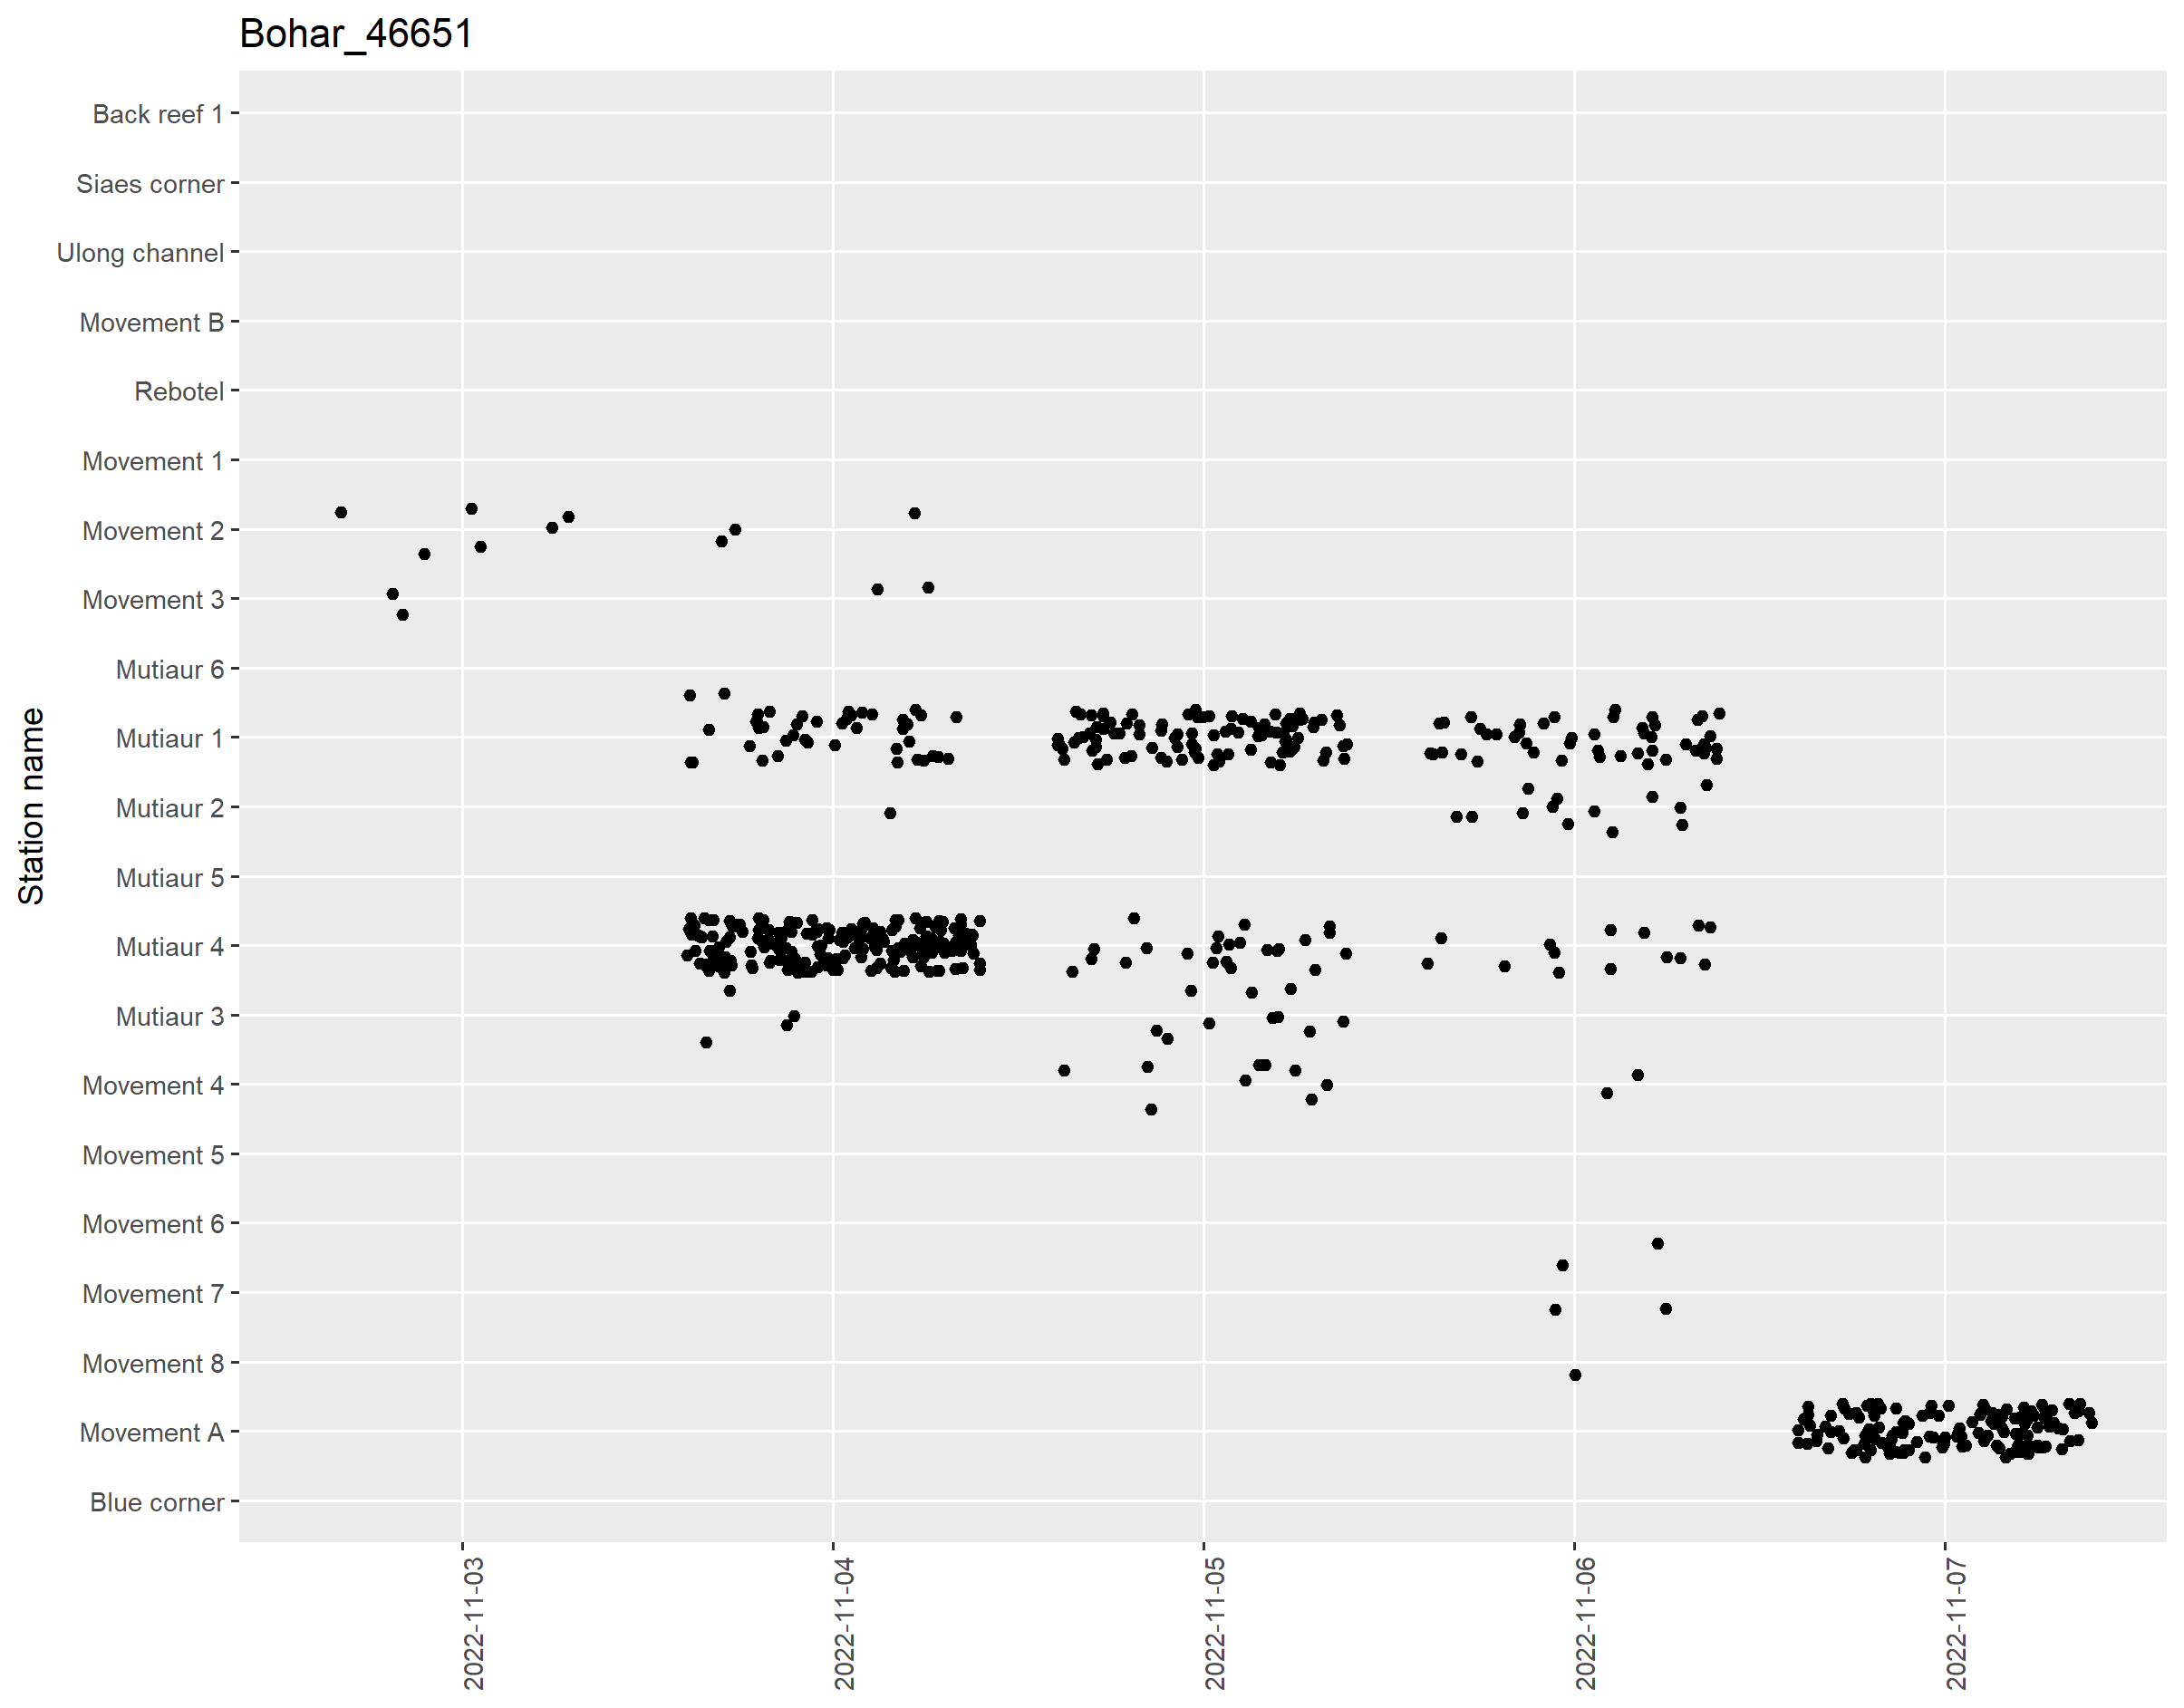 Bohar_46651
Station name
Back reef 1
Siaes corner
Ulong channel
Movement B
Rebotel
Movement 1
Movement 2
Movement 3
Mutiaur 6
Mutiaur 1
Mutiaur 2
Mutiaur 5
Mutiaur 4
Mutiaur 3
Movement 4
Movement 5
Movement 6
Movement 7
Movement 8
Movement A
Blue corner
2022-11-03
2022-11-04
2022-11-05
2022-11-06
2022-11-07